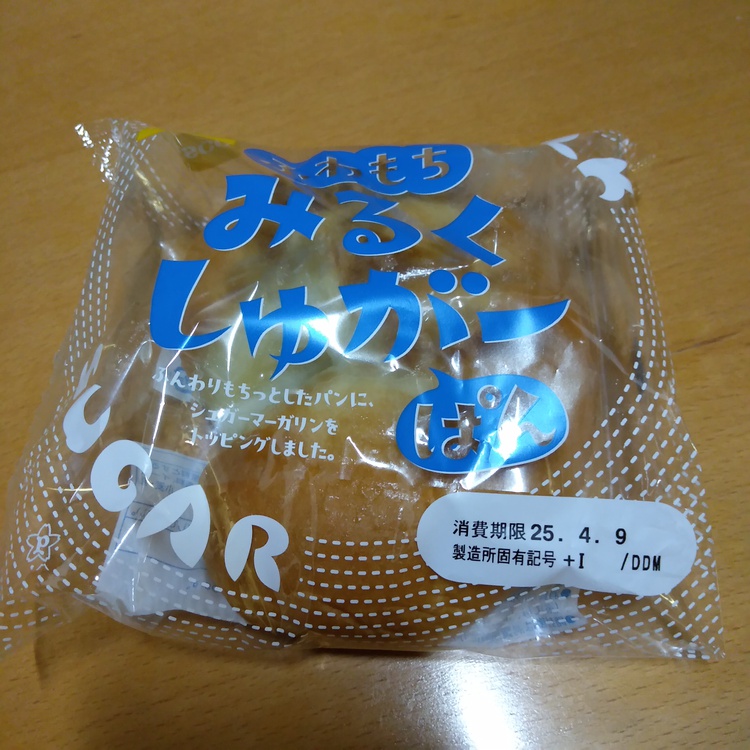 ふわもち
みるく
しゅがー
ぱん
ふんわりもちっとしたパンに、
シュガーマーガリンを
トッピングしました。
SUGAR
消費期限 25. 4. 9
製造所固有記号 +I /DDM